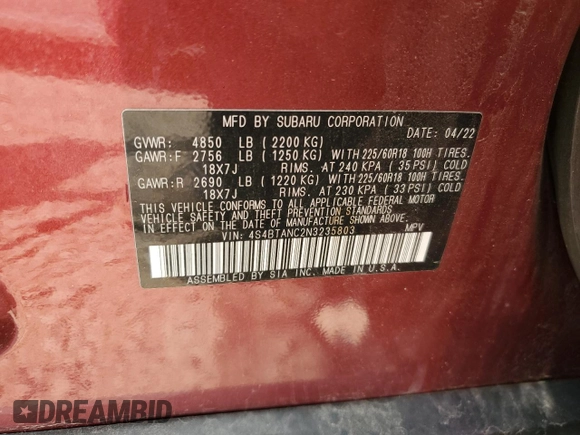 MFD BY SUBARU CORPORATION
DATE: 04/22
GVWR: 4850 LB ( 2200 KG)
GAWR:F 2756 LB ( 1250 KG) WITH 225/60R18 100H TIRES.
18X7J RIMS. AT 240 KPA ( 35 PSI) COLD
GAWR:R 2690 LB ( 1220 KG) WITH 225/60R18 100H TIRES.
18X7J RIMS. AT 230 KPA ( 33 PSI) COLD
THIS VEHICLE CONFORMS TO ALL APPLICABLE FEDERAL MOTOR
VEHICLE SAFETY AND THEFT PREVENTION STANDARDS
IN EFFECT ON THE DATE OF MANUFACTURE SHOWN ABOVE.
VIN: 4S4BTANC2N3235803 MPV
ASSEMBLED BY SIA INC. MADE IN U.S.A.
DREAMBID